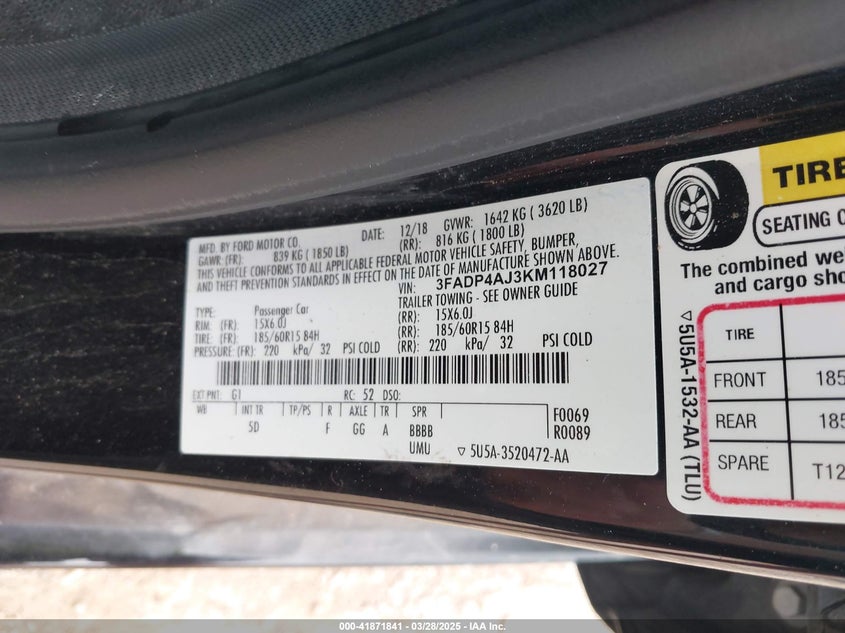 MFD. BY FORD MOTOR CO.
DATE: 12/18 GVWR: 1642 KG ( 3620 LB)
GAWR: (FR): 839 KG ( 1850 LB) (RR): 816 KG ( 1800 LB)
THIS VEHICLE CONFORMS TO ALL APPLICABLE FEDERAL MOTOR VEHICLE SAFETY, BUMPER,
AND THEFT PREVENTION STANDARDS IN EFFECT ON THE DATE OF MANUFACTURE SHOWN ABOVE.
VIN: 3FADP4AJ3KM118027
TYPE: Passenger Car TRAILER TOWING - SEE OWNER GUIDE
RIM: (FR): 15X6.0J (RR): 15X6.0J
TIRE: (FR): 185/60R15 84H (RR): 185/60R15 84H
PRESSURE: (FR): 220 kPa/ 32 PSI COLD (RR): 220 kPa/ 32 PSI COLD
EXT PNT: G1 RC: 52 DSO:
WB INT TR TP/PS R AXLE TR SPR F0069
5D F GG A BBBB R0089
UMU ▽ 5U5A-3520472-AA
TIRE
SEATING C
The combined we
and cargo sho
▽5U5A-1532-AA (TLU)
TIRE
FRONT 185
REAR 185
SPARE T12
000-41871841 - 03/28/2025 - IAA Inc.